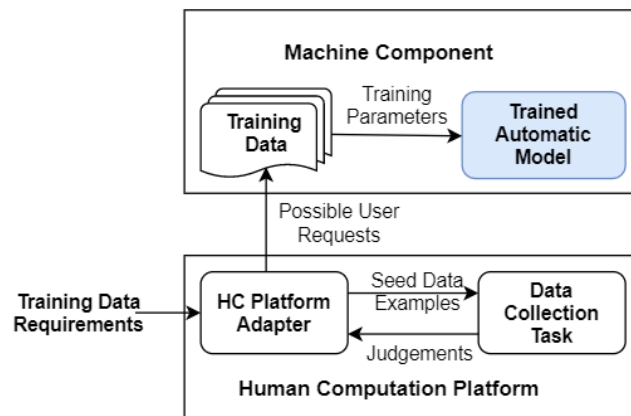 Machine Component
Training
Data
Training
Parameters
Trained
Automatic
Model
Possible User
Requests
Training Data
Requirements
HC Platform
Adapter
Seed Data
Examples
Judgements
Data
Collection
Task
Human Computation Platform